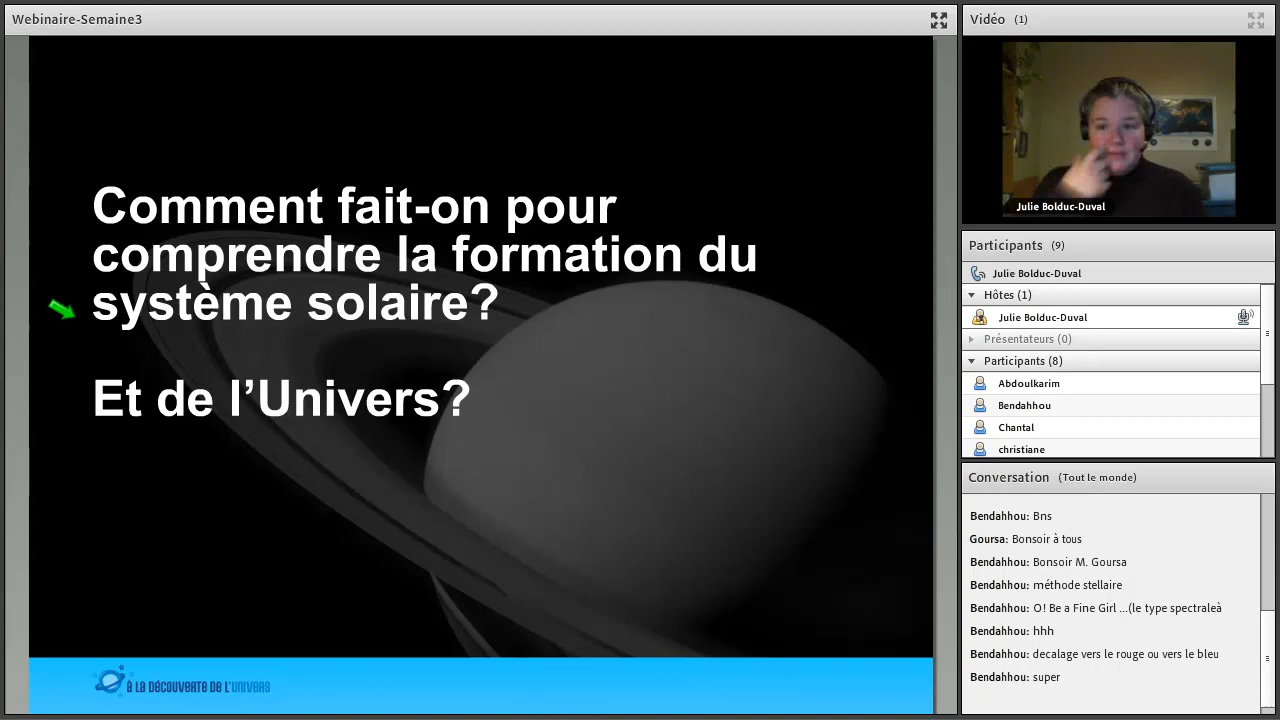 Webinaire-Semaine3
Comment fait-on pour
comprendre la formation du
système solaire?
Et de l’Univers?
À LA DÉCOUVERTE DE L'UNIVERS
Vidéo (1)
Julie Bolduc-Duval
Participants (9)
Julie Bolduc-Duval
Hôtes (1)
Julie Bolduc-Duval
Présentateurs (0)
Participants (8)
Abdoulkarim
Bendahhou
Chantal
christiane
Conversation (Tout le monde)
Bendahhou: Bns
Goursa: Bonsoir à tous
Bendahhou: Bonsoir M. Goursa
Bendahhou: méthode stellaire
Bendahhou: O! Be a Fine Girl ...(le type spectraleà
Bendahhou: hhh
Bendahhou: decalage vers le rouge ou vers le bleu
Bendahhou: super